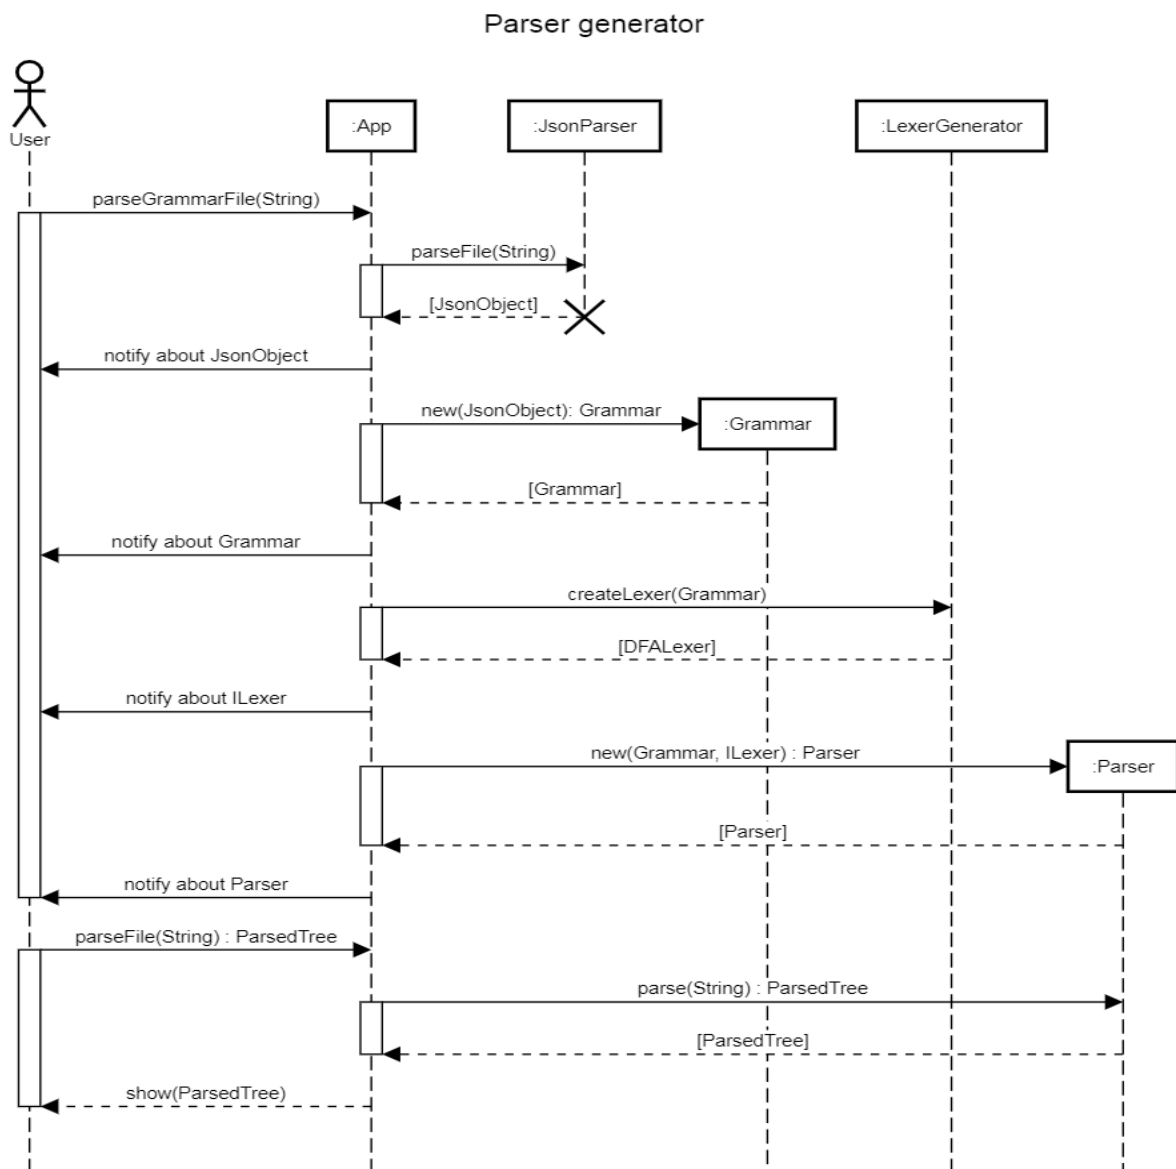 Parser generator
User
:App
:JsonParser
:LexerGenerator
parseGrammarFile(String)
parseFile(String)
[JsonObject]
notify about JsonObject
new(JsonObject): Grammar
:Grammar
[Grammar]
notify about Grammar
createLexer(Grammar)
[DFALexer]
notify about ILexer
new(Grammar, ILexer) : Parser
:Parser
[Parser]
notify about Parser
parseFile(String) : ParsedTree
parse(String) : ParsedTree
[ParsedTree]
show(ParsedTree)